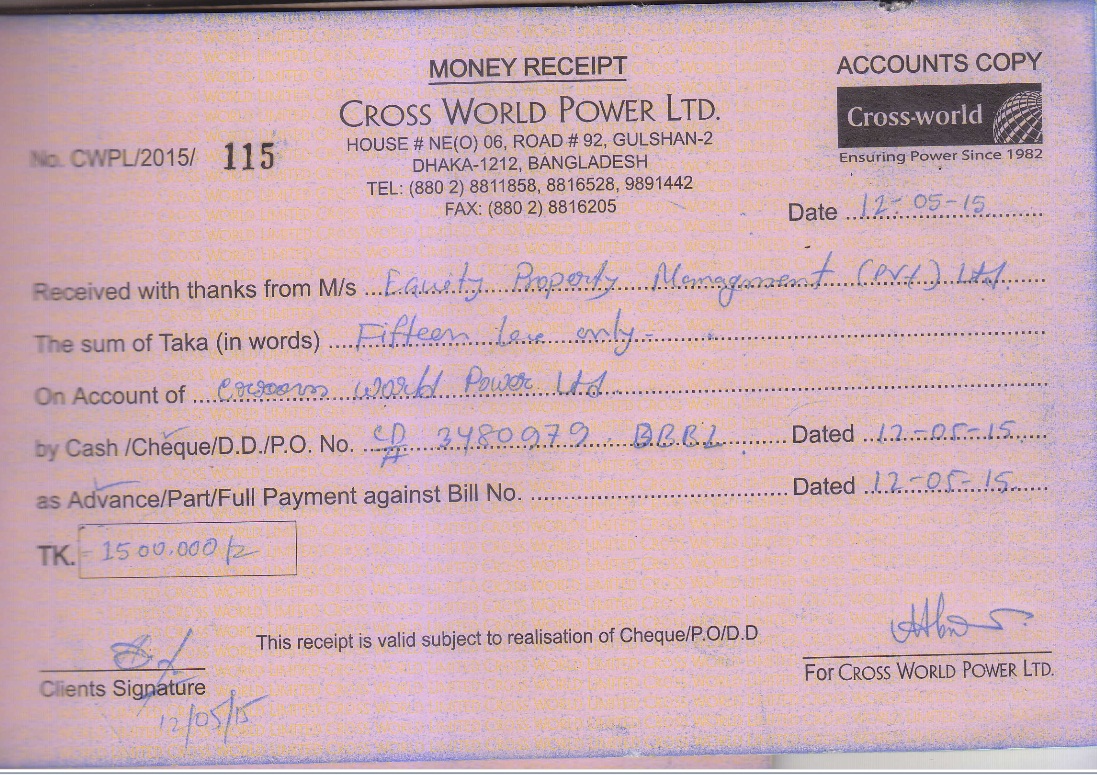 MONEY RECEIPT
ACCOUNTS COPY
CROSS WORLD POWER LTD.
Cross-world
Ensuring Power Since 1982
HOUSE # NE(O) 06, ROAD # 92, GULSHAN-2
DHAKA-1212, BANGLADESH
TEL: (880 2) 8811858, 8816528, 9891442
FAX: (880 2) 8816205
No. CWPL/2015/ 115
Date 12-05-15
Received with thanks from M/s Equity Property Management (Pvt.) Ltd.
The sum of Taka (in words) Fifteen only-
On Account of World Power Ltd
by Cash /Cheque/D.D./P.O. No. CD/A 3480979. BBBL Dated 12-05-15
as Advance/Part/Full Payment against Bill No. Dated 12-05-15
TK. 1500.000/=
This receipt is valid subject to realisation of Cheque/P.O/D.D
Clients Signature
12/05/15
For CROSS WORLD POWER LTD.